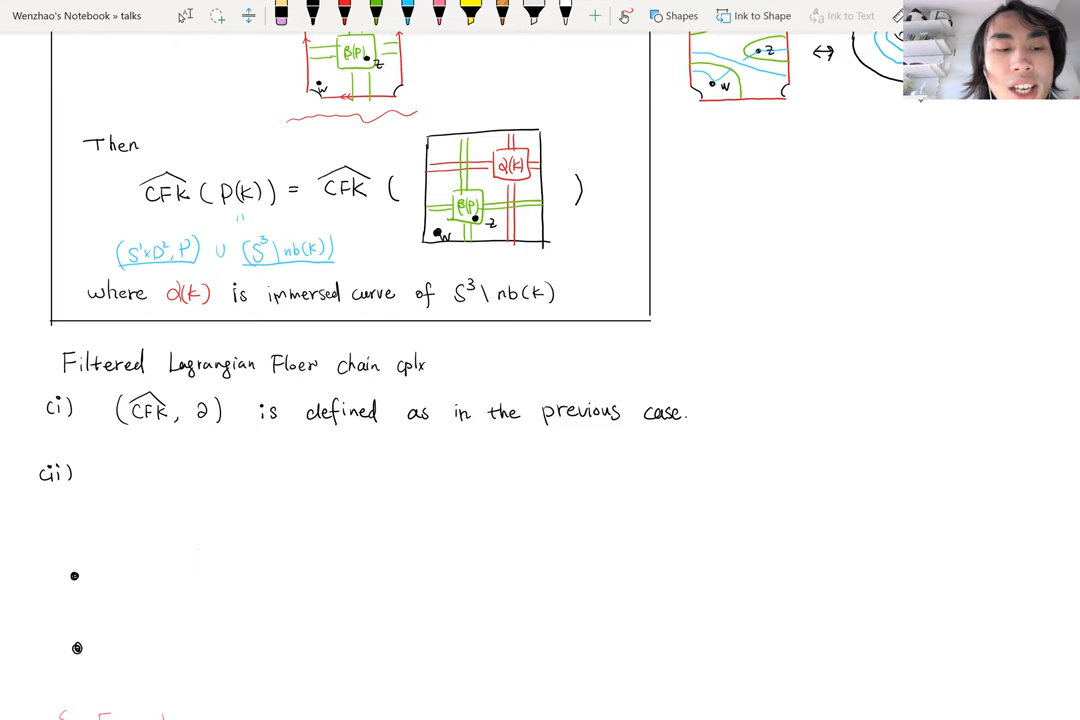 Wenzhao's Notebook » talks
Shapes
Ink to Shape
Ink to Text
β(P)
z
w
z
w
Then
CFK ( P(K) ) = CFK ( )
α(K)
β(P)
z
w
(S¹×D², P) ∪ (S³\nb(K))
where α(K) is immersed curve of S³\nb(K)
Filtered Lagrangian Floer chain cplx
(i) (CFK, ∂) is defined as in the previous case.
(ii)